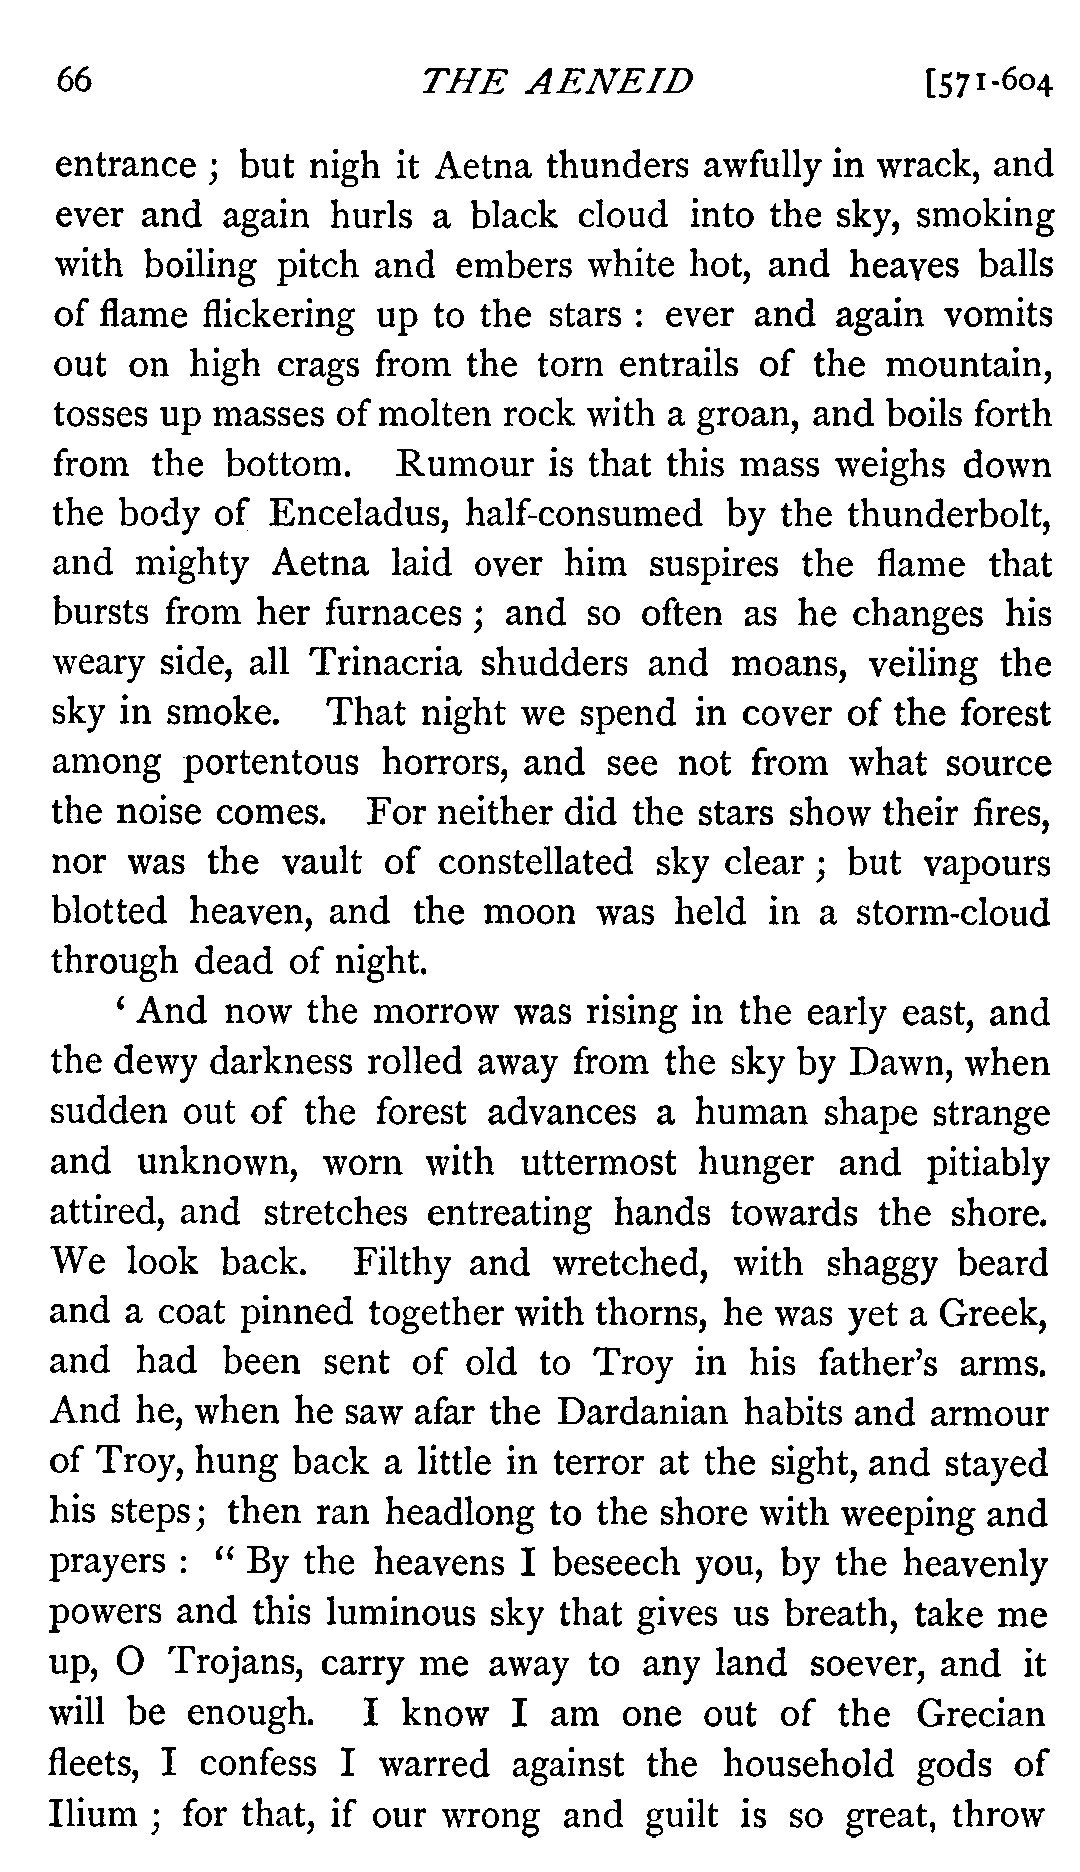 66 THE AENEID [571-604
entrance ; but nigh it Aetna thunders awfully in wrack, and
ever and again hurls a black cloud into the sky, smoking
with boiling pitch and embers white hot, and heaves balls
of flame flickering up to the stars : ever and again vomits
out on high crags from the torn entrails of the mountain,
tosses up masses of molten rock with a groan, and boils forth
from the bottom. Rumour is that this mass weighs down
the body of Enceladus, half-consumed by the thunderbolt,
and mighty Aetna laid over him suspires the flame that
bursts from her furnaces ; and so often as he changes his
weary side, all Trinacria shudders and moans, veiling the
sky in smoke. That night we spend in cover of the forest
among portentous horrors, and see not from what source
the noise comes. For neither did the stars show their fires,
nor was the vault of constellated sky clear ; but vapours
blotted heaven, and the moon was held in a storm-cloud
through dead of night.
‘ And now the morrow was rising in the early east, and
the dewy darkness rolled away from the sky by Dawn, when
sudden out of the forest advances a human shape strange
and unknown, worn with uttermost hunger and pitiably
attired, and stretches entreating hands towards the shore.
We look back. Filthy and wretched, with shaggy beard
and a coat pinned together with thorns, he was yet a Greek,
and had been sent of old to Troy in his father’s arms.
And he, when he saw afar the Dardanian habits and armour
of Troy, hung back a little in terror at the sight, and stayed
his steps; then ran headlong to the shore with weeping and
prayers : “ By the heavens I beseech you, by the heavenly
powers and this luminous sky that gives us breath, take me
up, O Trojans, carry me away to any land soever, and it
will be enough. I know I am one out of the Grecian
fleets, I confess I warred against the household gods of
Ilium ; for that, if our wrong and guilt is so great, throw